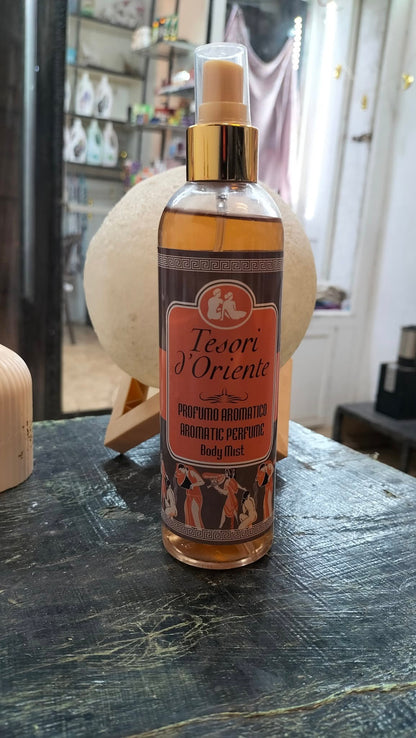 Tesori
d'Oriente
PROFUMO AROMATICO
AROMATIC PERFUME
Body Mist